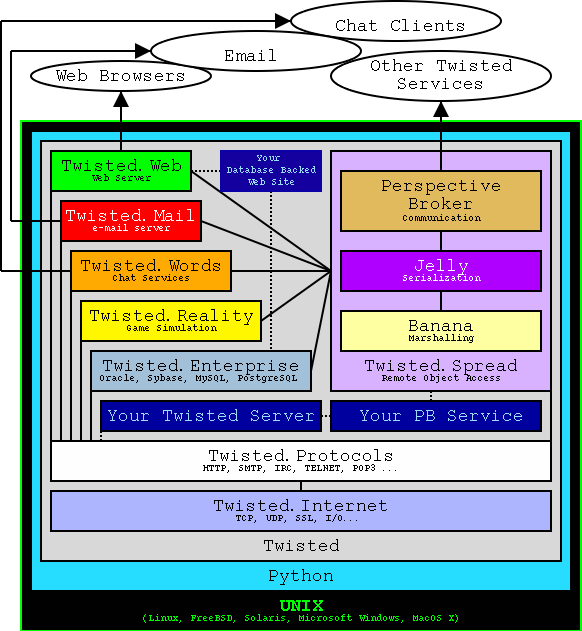 Chat Clients
Email
Web Browsers
Other Twisted
Services
Twisted.Web
Web Server
Your
Database Backed
Web Site
Perspective
Broker
Communication
Twisted.Mail
e-mail server
Twisted.Words
Chat Services
Jelly
Serialization
Twisted.Reality
Game Simulation
Banana
Marshalling
Twisted.Enterprise
Oracle, Sybase, MySQL, PostgreSQL
Twisted.Spread
Remote Object Access
Your Twisted Server
Your PB Service
Twisted.Protocols
HTTP, SMTP, IRC, TELNET, POP3 ...
Twisted.Internet
TCP, UDP, SSL, I/O...
Twisted
Python
UNIX
(Linux, FreeBSD, Solaris, Microsoft Windows, MacOS X)